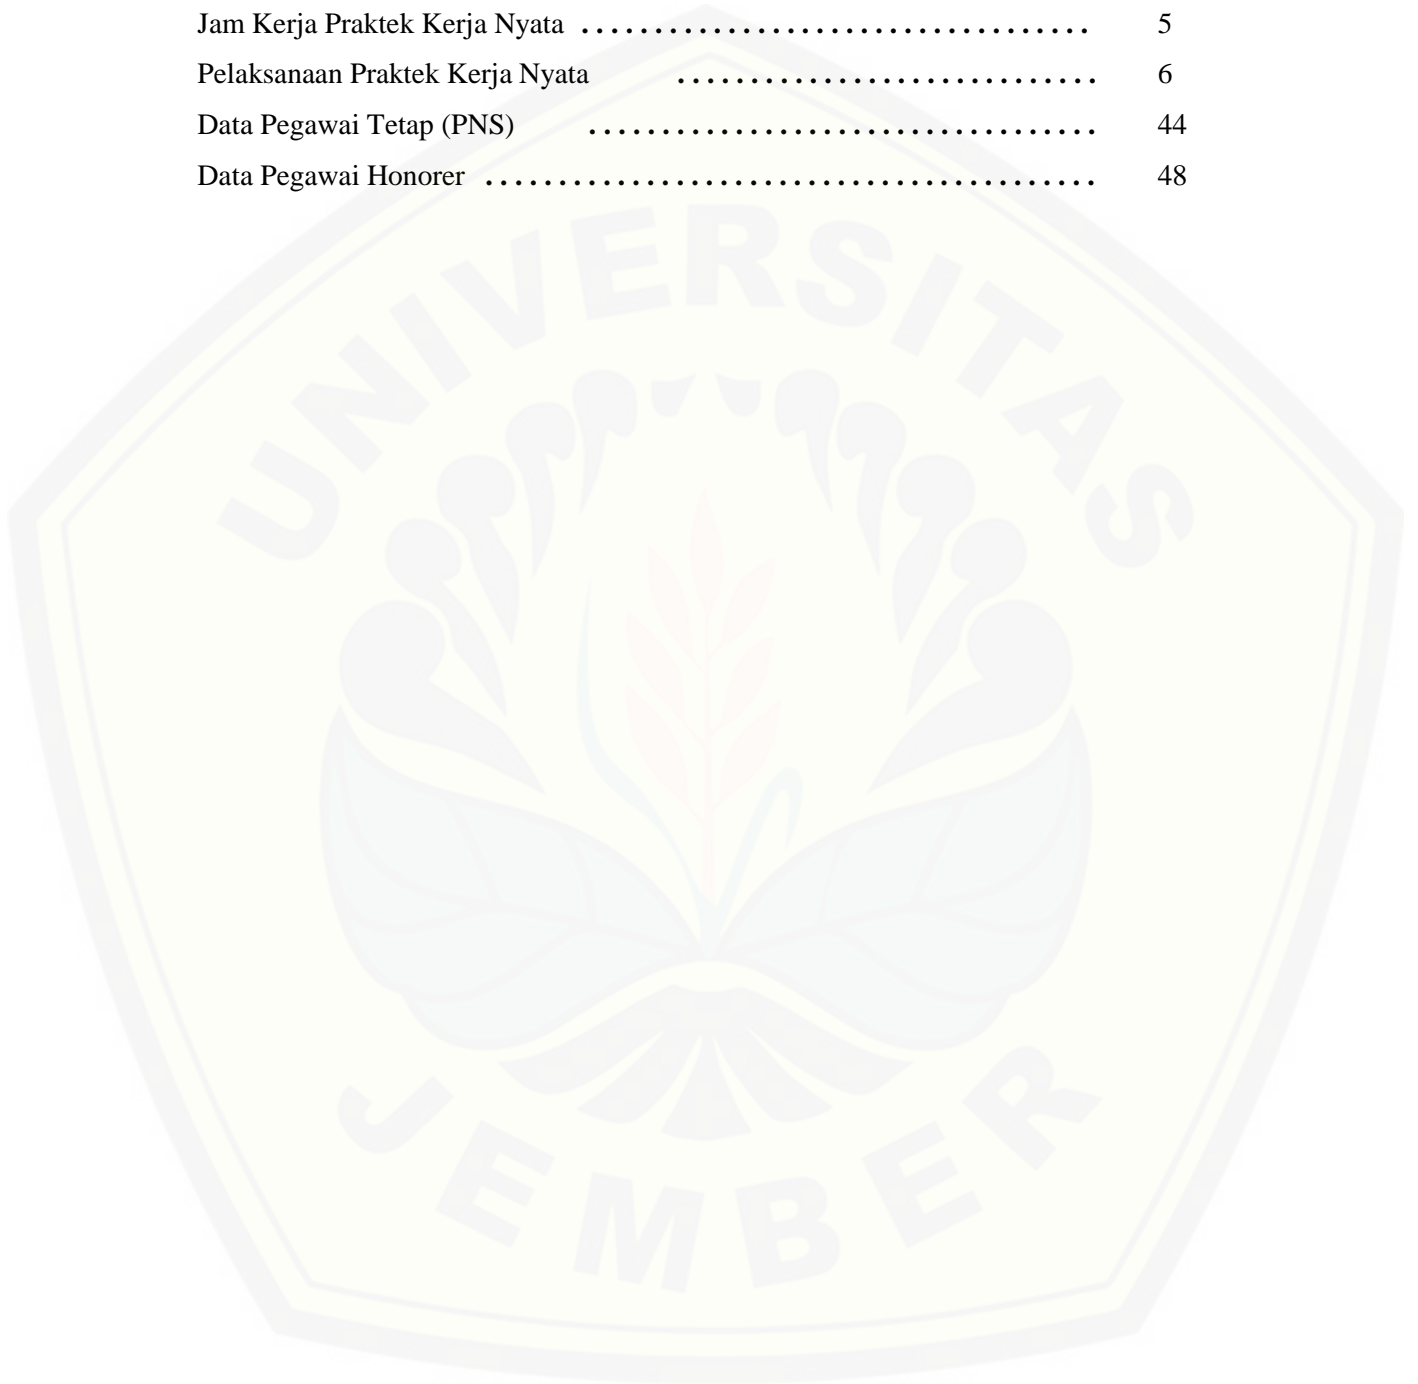 Jam Kerja Praktek Kerja Nyata ................................... 5
Pelaksanaan Praktek Kerja Nyata ............................. 6
Data Pegawai Tetap (PNS) ................................... 44
Data Pegawai Honorer .......................................... 48
UNIVERSITAS
JEMBER